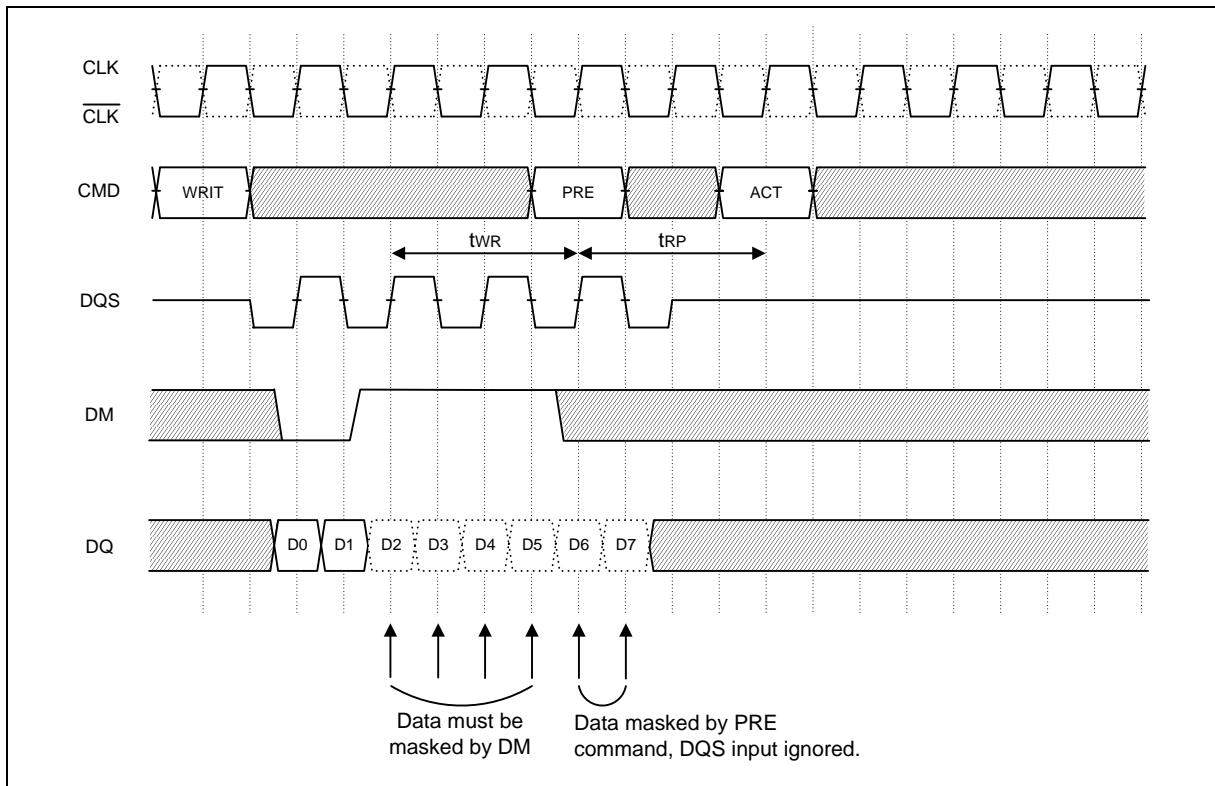 CLK
CLK
CMD
WRIT
PRE
ACT
tWR
tRP
DQS
DM
DQ
D0
D1
D2
D3
D4
D5
D6
D7
Data must be
masked by DM
Data masked by PRE
command, DQS input ignored.